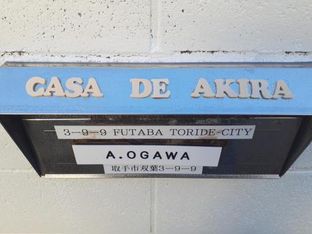 CASA DE AKIRA
3-9-9 FUTABA TORIDE-CITY
A.OGAWA
取手市双葉3-9-9